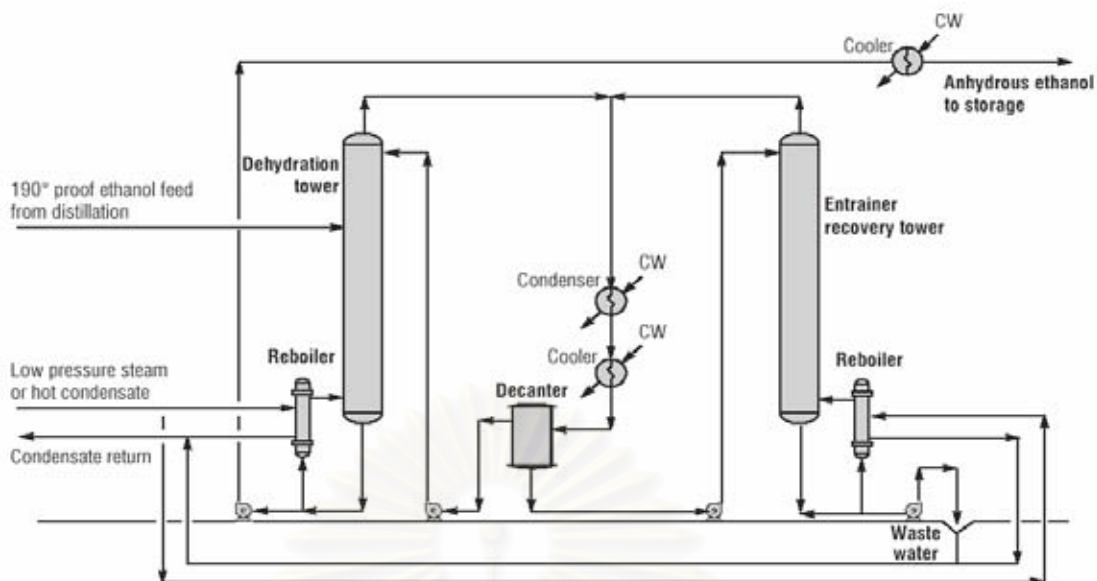 CW
Cooler
Anhydrous ethanol
to storage
Dehydration
tower
190° proof ethanol feed
from distillation
Entrainer
recovery tower
CW
Condenser
CW
Cooler
Reboiler
Reboiler
Low pressure steam
or hot condensate
Decanter
Condensate return
Waste
water